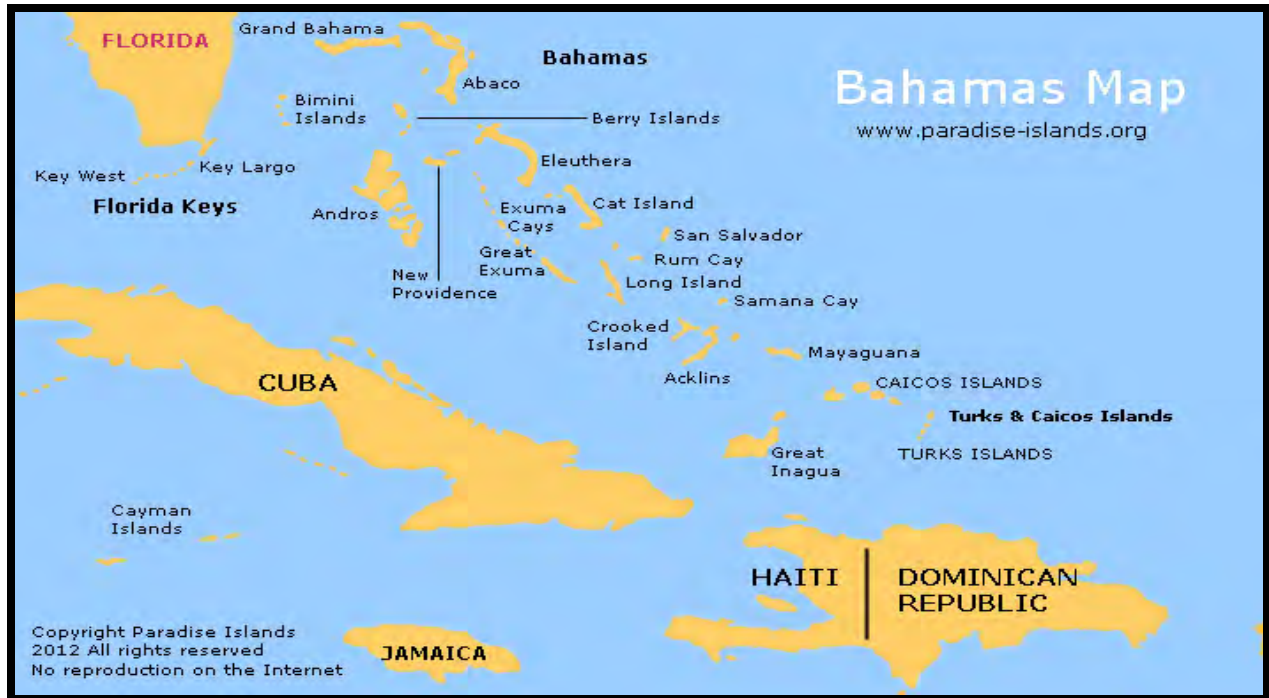 FLORIDA
Grand Bahama
Bahamas
Abaco
Bahamas Map
www.paradise-islands.org
Bimini
Islands
Berry Islands
Key West
Key Largo
Florida Keys
Eleuthera
Andros
Exuma
Cays
Cat Island
San Salvador
Great
Exuma
Rum Cay
New
Providence
Long Island
Samana Cay
Crooked
Island
Mayaguana
Acklins
CUBA
CAICOS ISLANDS
Turks & Caicos Islands
Great
Inagua
TURKS ISLANDS
Cayman
Islands
HAITI
DOMINICAN
REPUBLIC
JAMAICA
Copyright Paradise Islands
2012 All rights reserved
No reproduction on the Internet